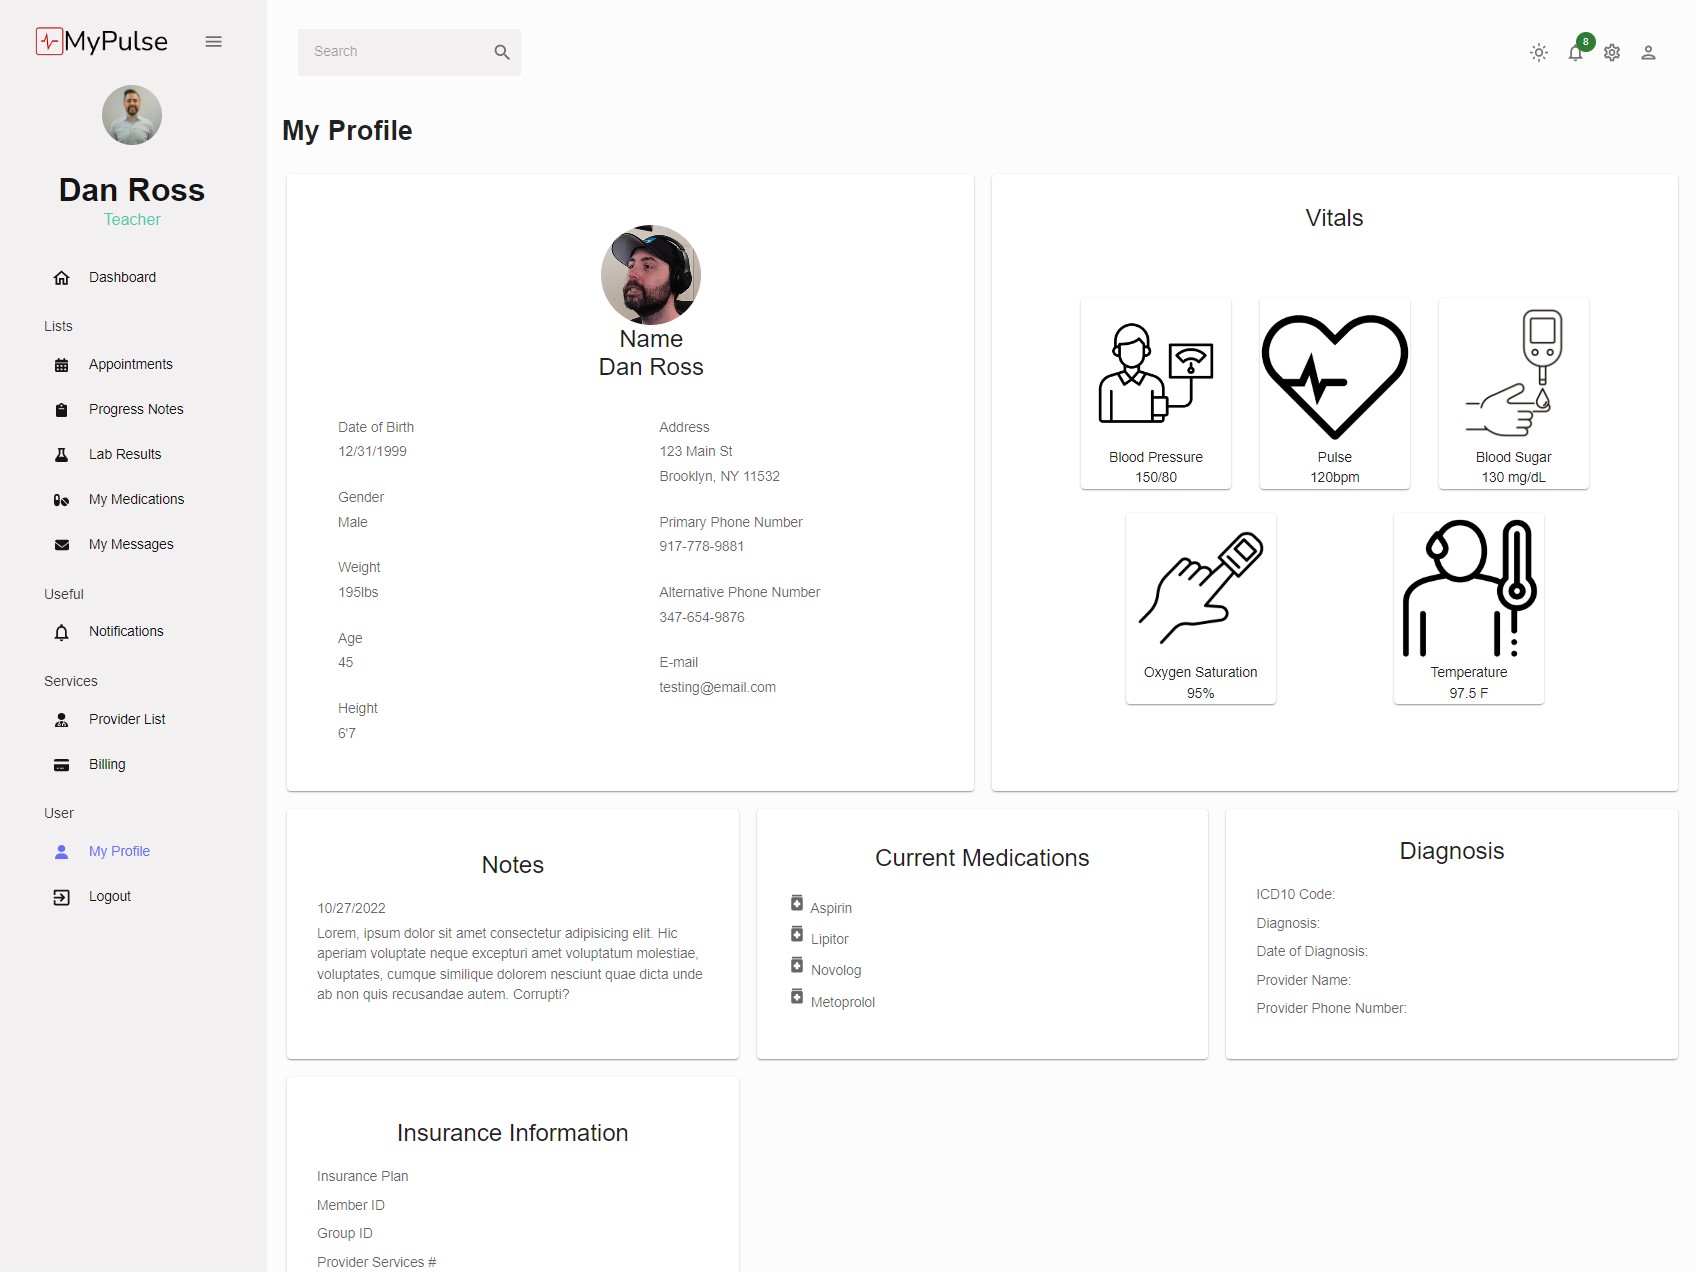 MyPulse
Search
8
Dan Ross
Teacher
Dashboard
Lists
Appointments
Progress Notes
Lab Results
My Medications
My Messages
Useful
Notifications
Services
Provider List
Billing
User
My Profile
Logout
My Profile
Name
Dan Ross
Date of Birth
12/31/1999
Gender
Male
Weight
195lbs
Age
45
Height
6'7
Address
123 Main St
Brooklyn, NY 11532
Primary Phone Number
917-778-9881
Alternative Phone Number
347-654-9876
E-mail
testing@email.com
Vitals
Blood Pressure
150/80
Pulse
120bpm
Blood Sugar
130 mg/dL
Oxygen Saturation
95%
Temperature
97.5 F
Notes
10/27/2022
Lorem, ipsum dolor sit amet consectetur adipisicing elit. Hic
aperiam voluptate neque excepturi amet voluptatum molestiae,
voluptates, cumque similique dolorem nesciunt quae dicta unde
ab non quis recusandae autem. Corrupti?
Current Medications
Aspirin
Lipitor
Novolog
Metoprolol
Diagnosis
ICD10 Code:
Diagnosis:
Date of Diagnosis:
Provider Name:
Provider Phone Number:
Insurance Information
Insurance Plan
Member ID
Group ID
Provider Services #